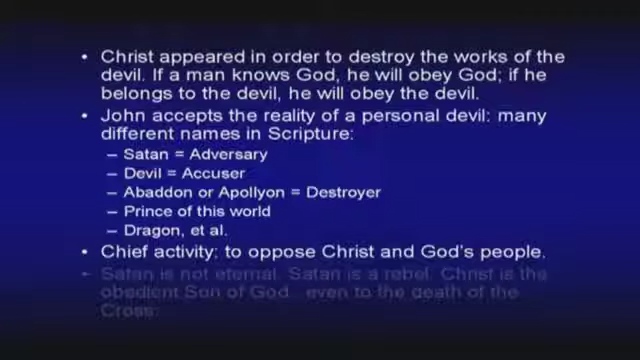 • Christ appeared in order to destroy the works of the
devil. If a man knows God, he will obey God; if he
belongs to the devil, he will obey the devil.
• John accepts the reality of a personal devil: many
different names in Scripture:
– Satan = Adversary
– Devil = Accuser
– Abaddon or Apollyon = Destroyer
– Prince of this world
– Dragon, et al.
• Chief activity: to oppose Christ and God's people.
– Satan is not eternal. Satan is a rebel. Christ is the
obedient Son of God...even to the death of the
Cross.